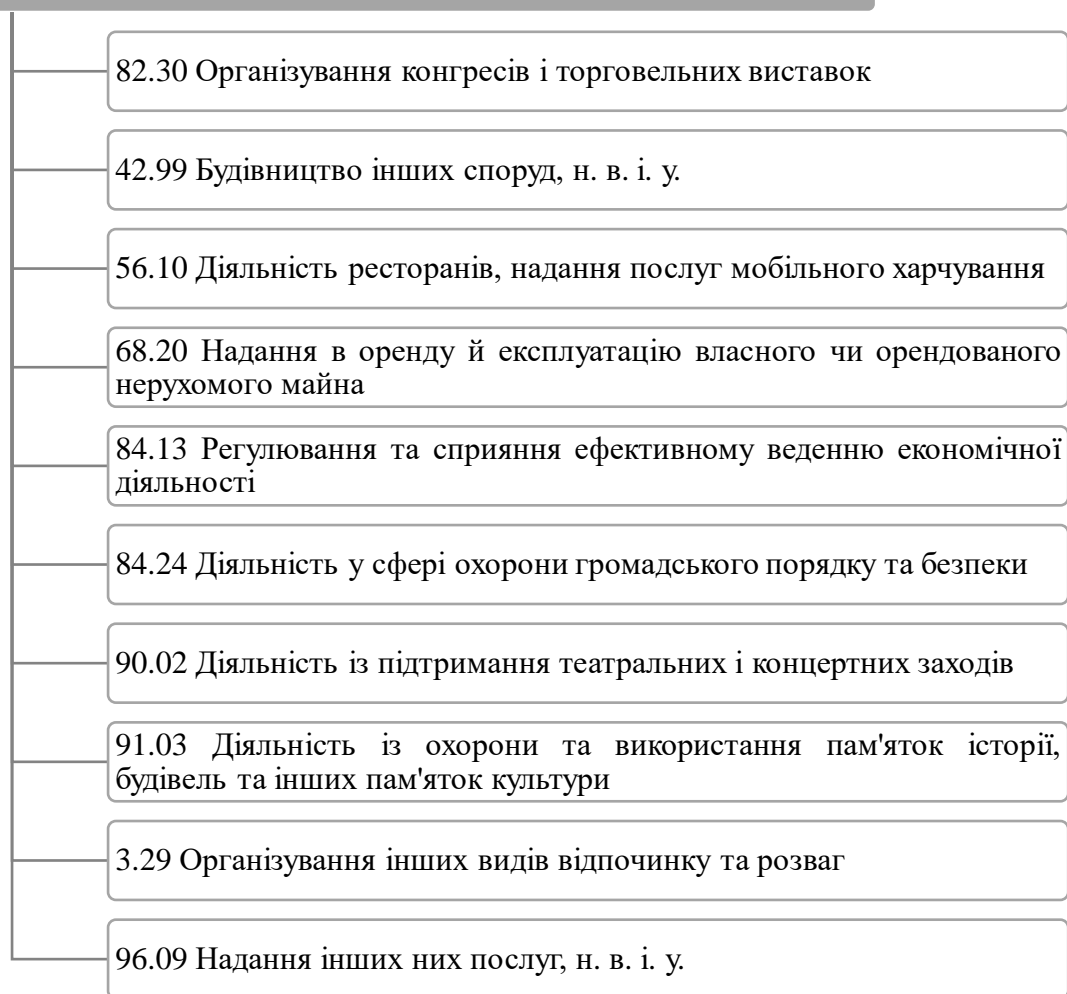 82.30 Організування конгресів і торговельних виставок
42.99 Будівництво інших споруд, н. в. і. у.
56.10 Діяльність ресторанів, надання послуг мобільного харчування
68.20 Надання в оренду й експлуатацію власного чи орендованого
нерухомого майна
84.13 Регулювання та сприяння ефективному веденню економічної
діяльності
84.24 Діяльність у сфері охорони громадського порядку та безпеки
90.02 Діяльність із підтримання театральних і концертних заходів
91.03 Діяльність із охорони та використання пам'яток історії,
будівель та інших пам'яток культури
3.29 Організування інших видів відпочинку та розваг
96.09 Надання інших них послуг, н. в. і. у.